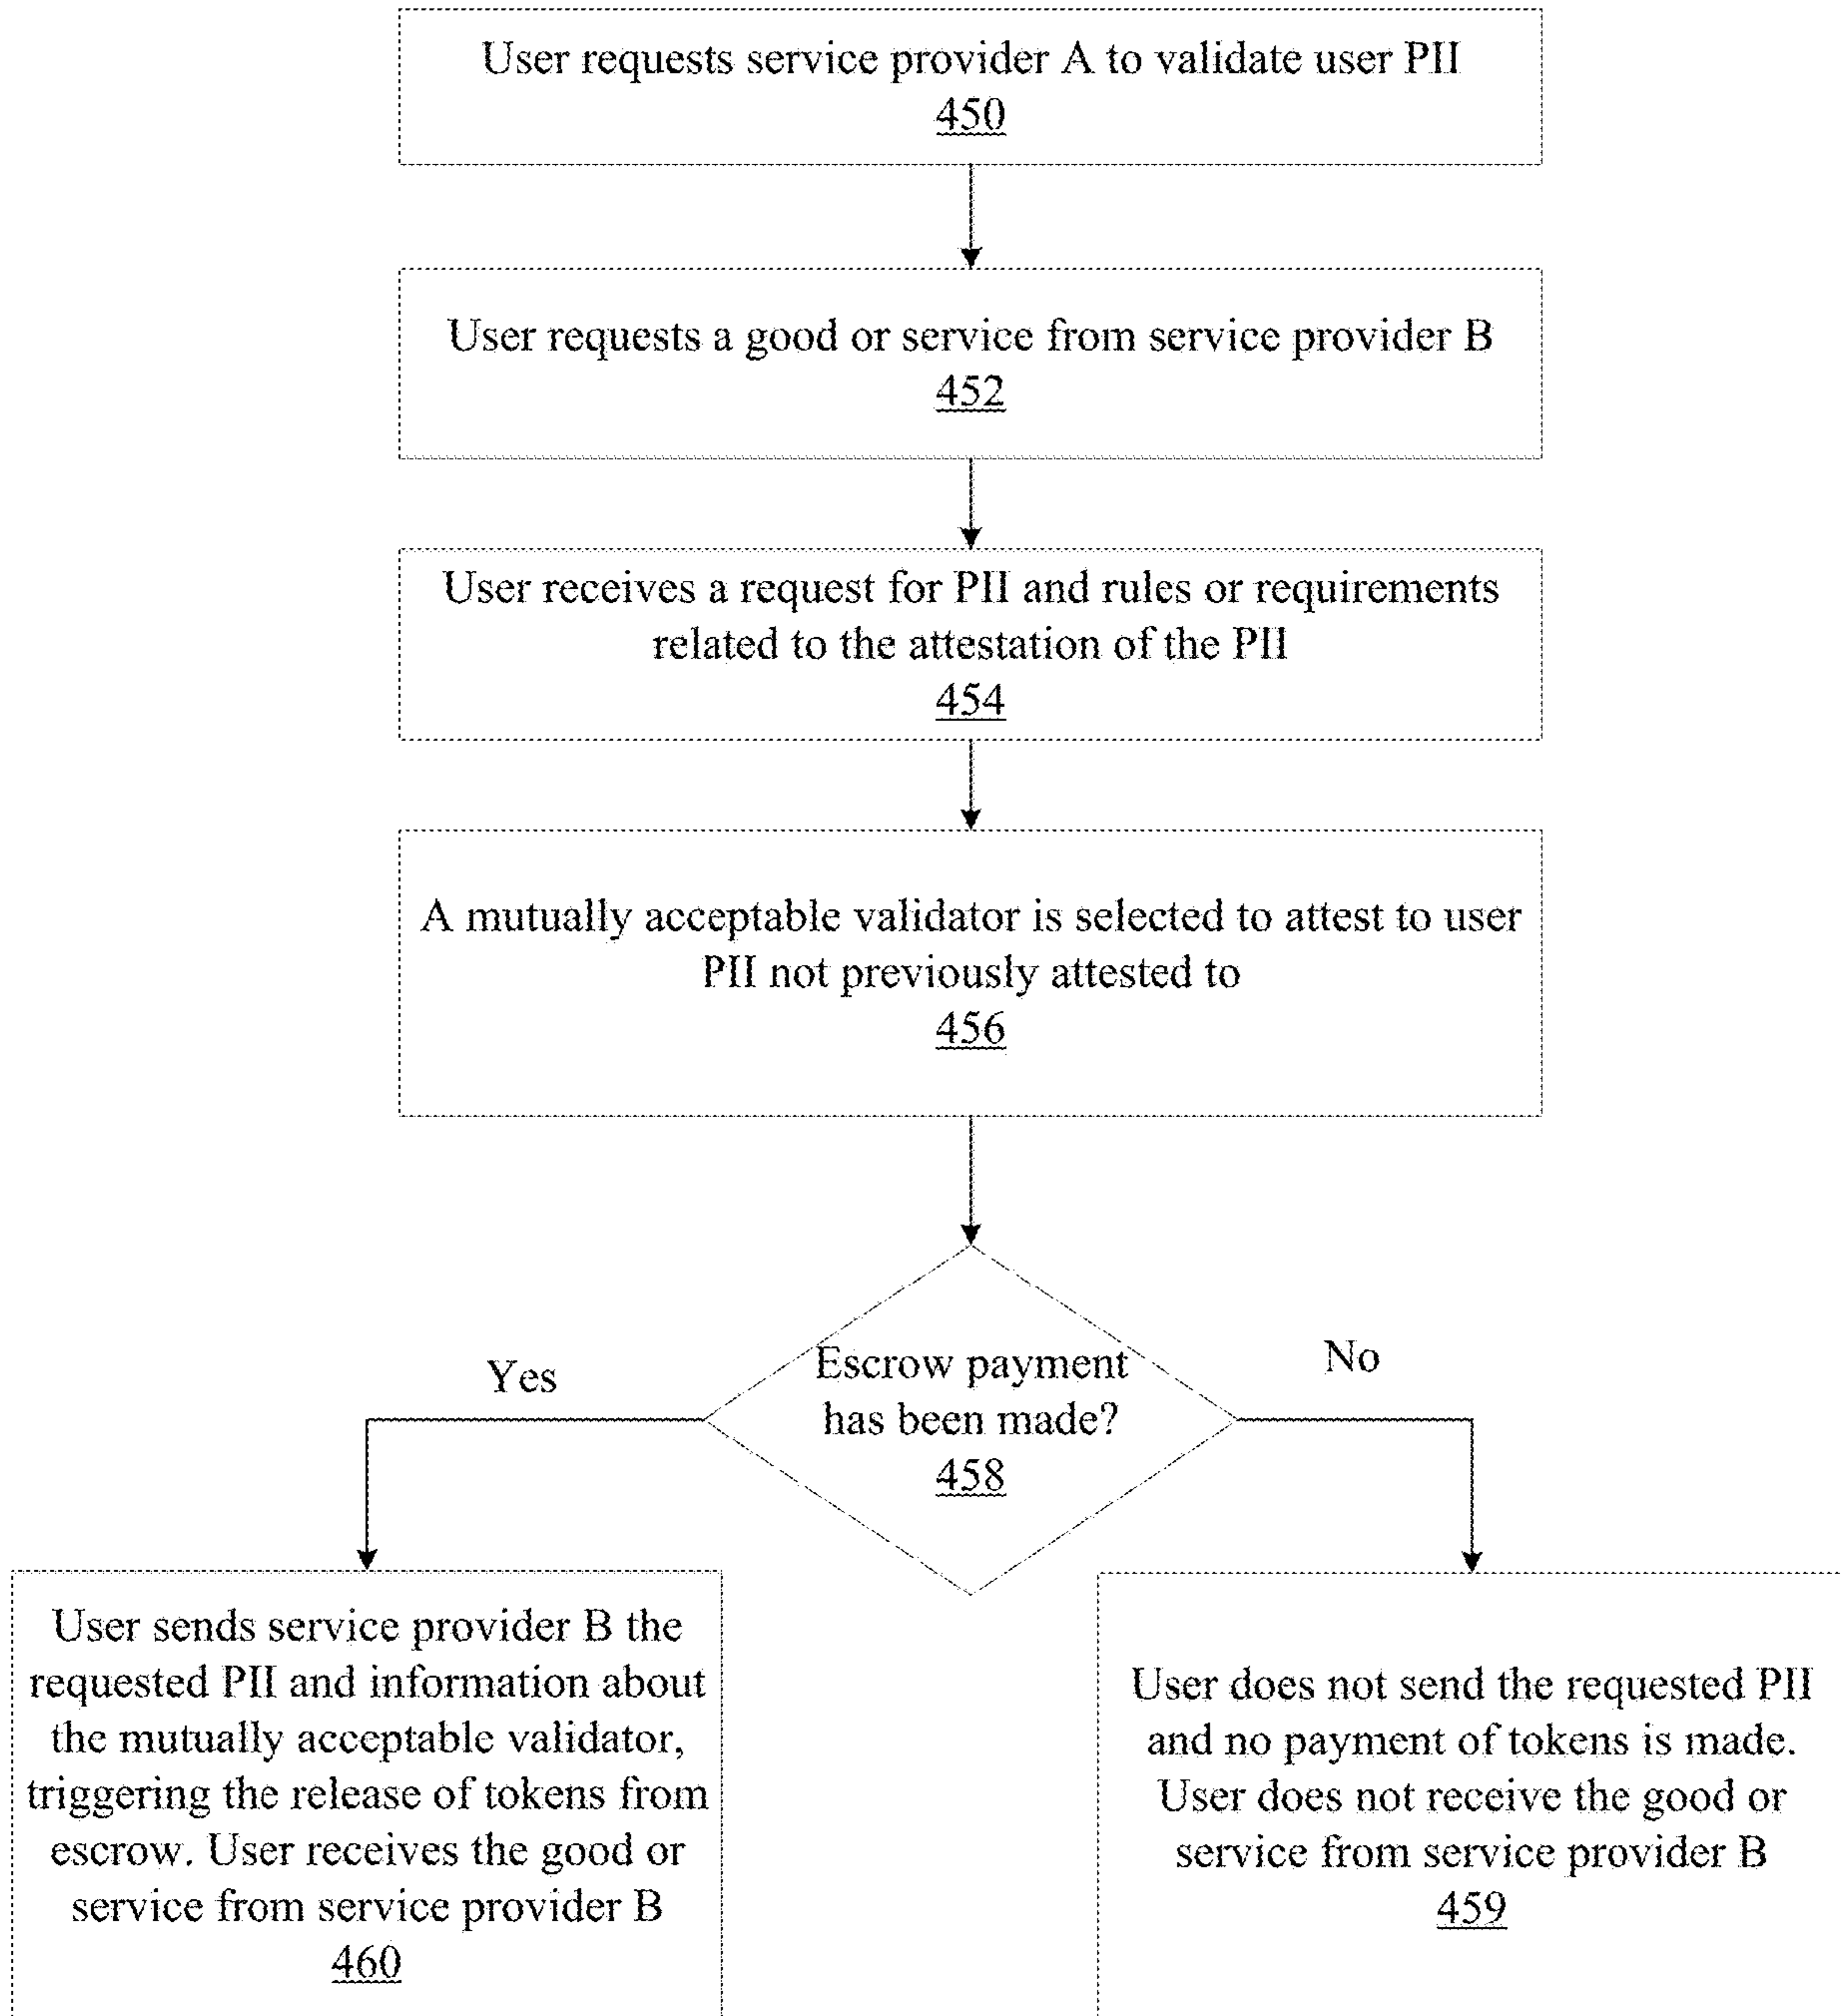 User requests service provider A to validate user PII
450
User requests a good or service from service provider B
452
User receives a request for PII and rules or requirements
related to the attestation of the PII
454
A mutually acceptable validator is selected to attest to user
PII not previously attested to
456
Escrow payment
has been made?
458
Yes
No
User sends service provider B the
requested PII and information about
the mutually acceptable validator,
triggering the release of tokens from
escrow. User receives the good or
service from service provider B
460
User does not send the requested PII
and no payment of tokens is made.
User does not receive the good or
service from service provider B
459